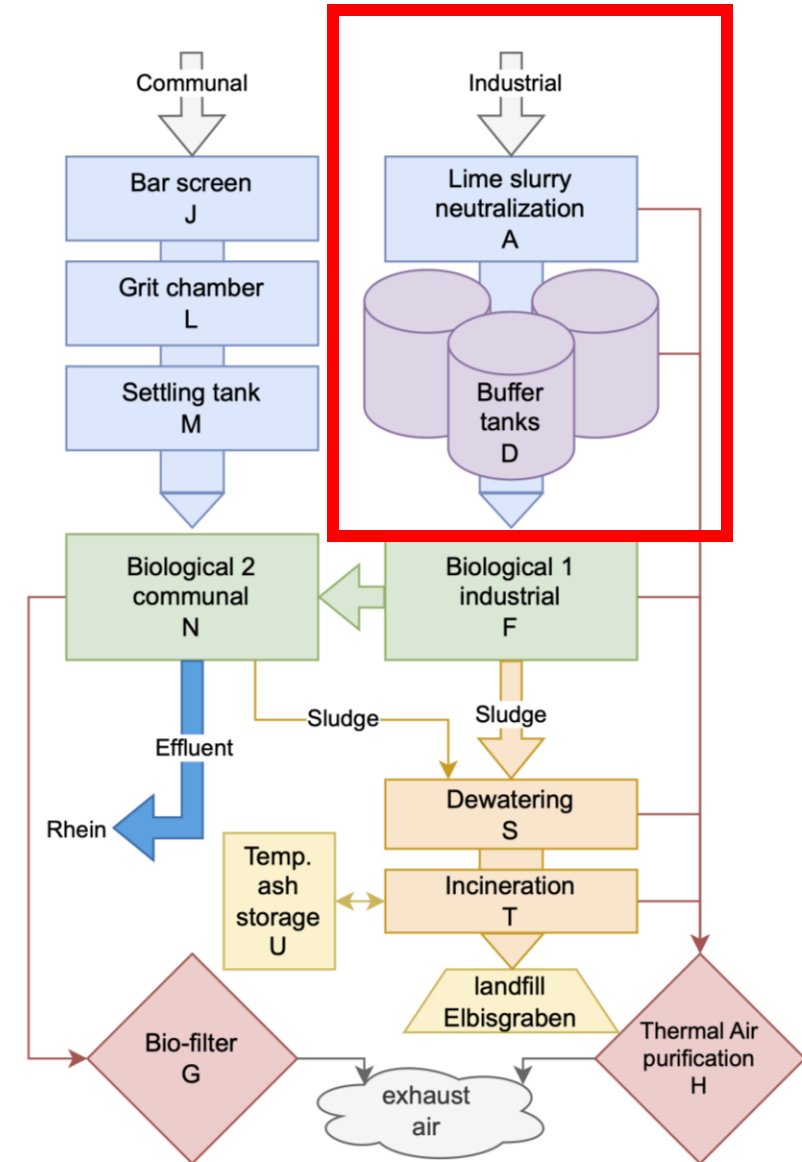 Communal
Industrial
Bar screen
J
Lime slurry
neutralization
A
Grit chamber
L
Settling tank
M
Buffer
tanks
D
Biological 2
communal
N
Biological 1
industrial
F
Sludge
Sludge
Effluent
Rhein
Dewatering
S
Temp.
ash
storage
U
Incineration
T
landfill
Elbisgraben
Bio-filter
G
Thermal Air
purification
H
exhaust
air